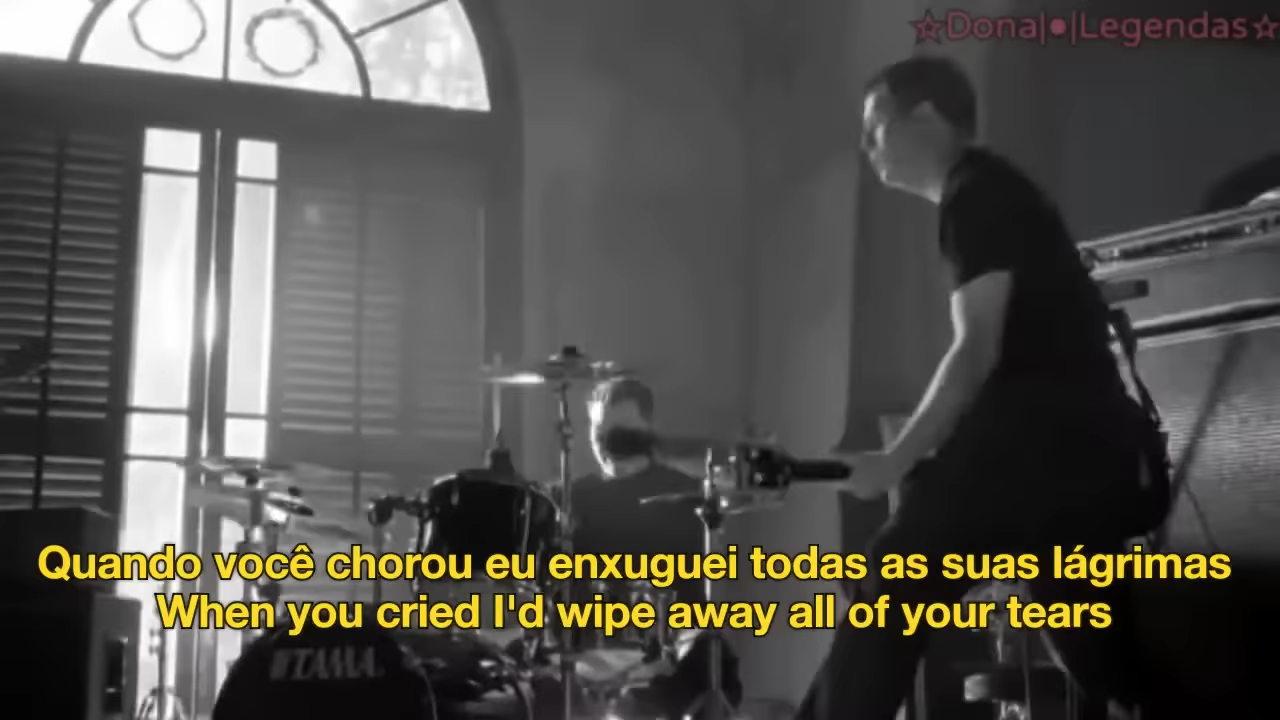 ☆Dona|•|Legendas☆
Quando você chorou eu enxuguei todas as suas lágrimas
When you cried I'd wipe away all of your tears
TAMA.